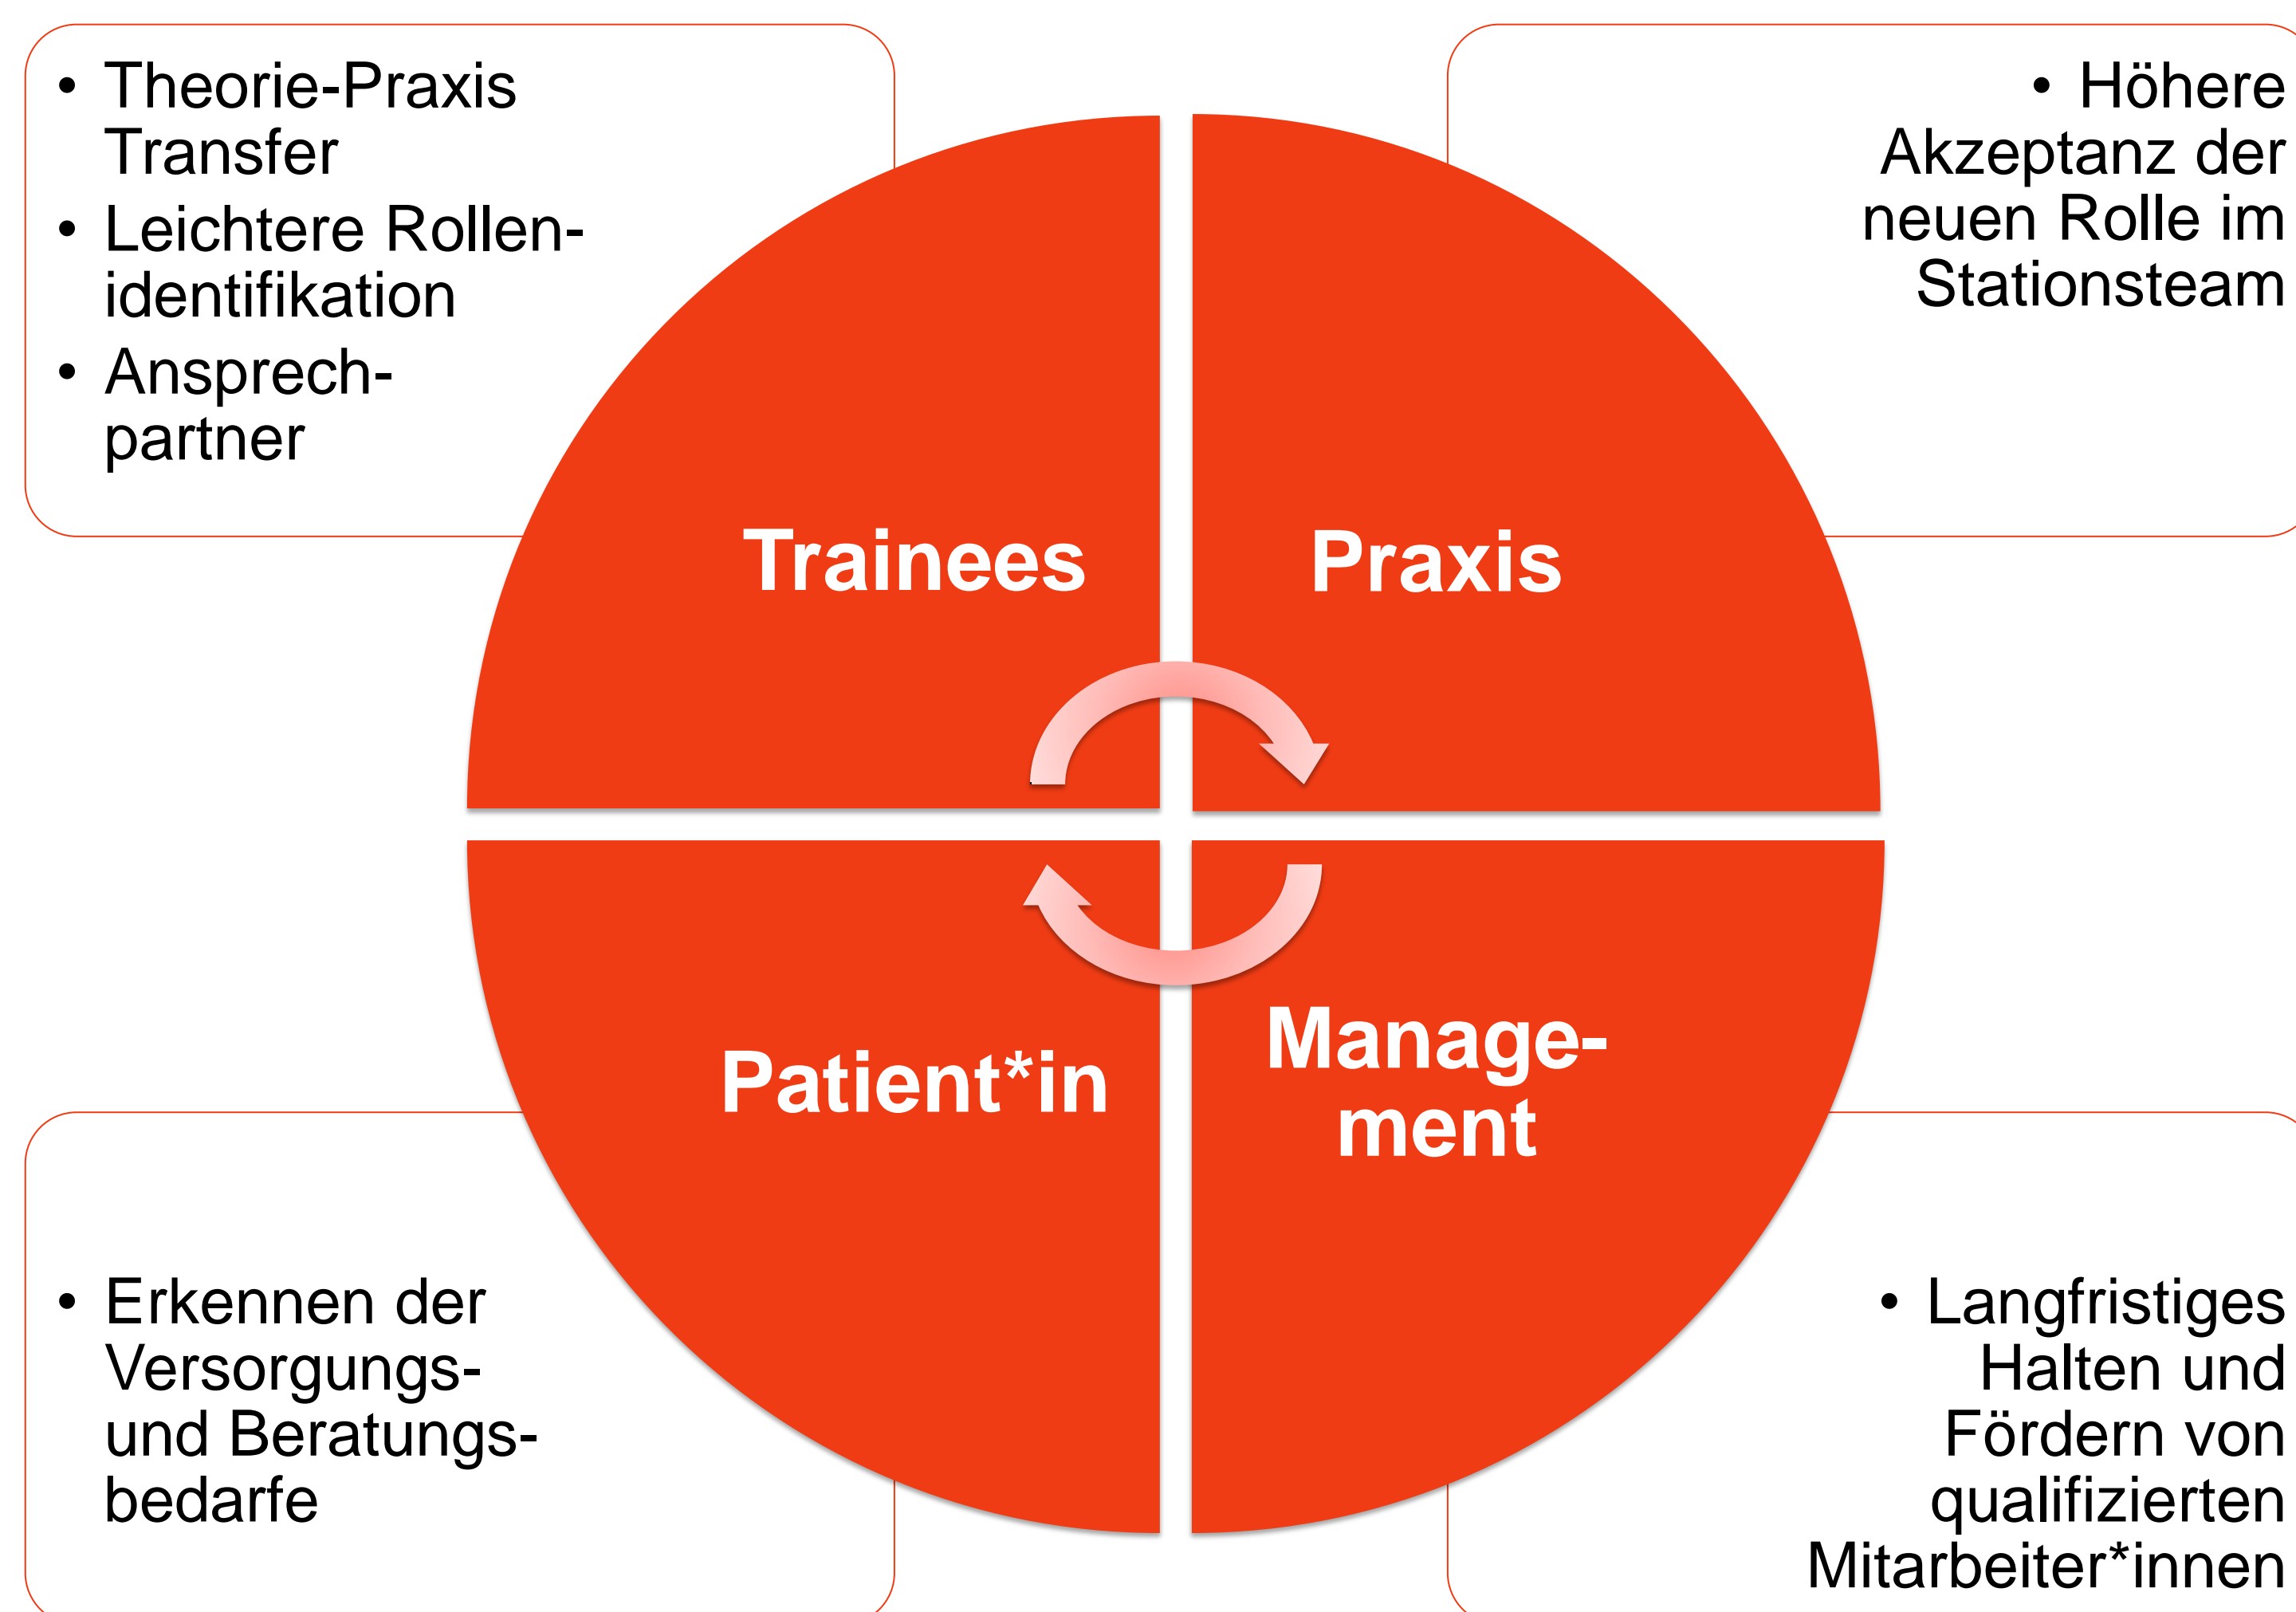 • Theorie-Praxis
Transfer
• Leichtere Rollen-
identifikation
• Ansprech-
partner
• Höhere
Akzeptanz der
neuen Rolle im
Stationsteam
Trainees
Praxis
Patient*in
Manage-
ment
• Erkennen der
Versorgungs-
und Beratungs-
bedarfe
• Langfristiges
Halten und
Fördern von
qualifizierten
Mitarbeiter*innen